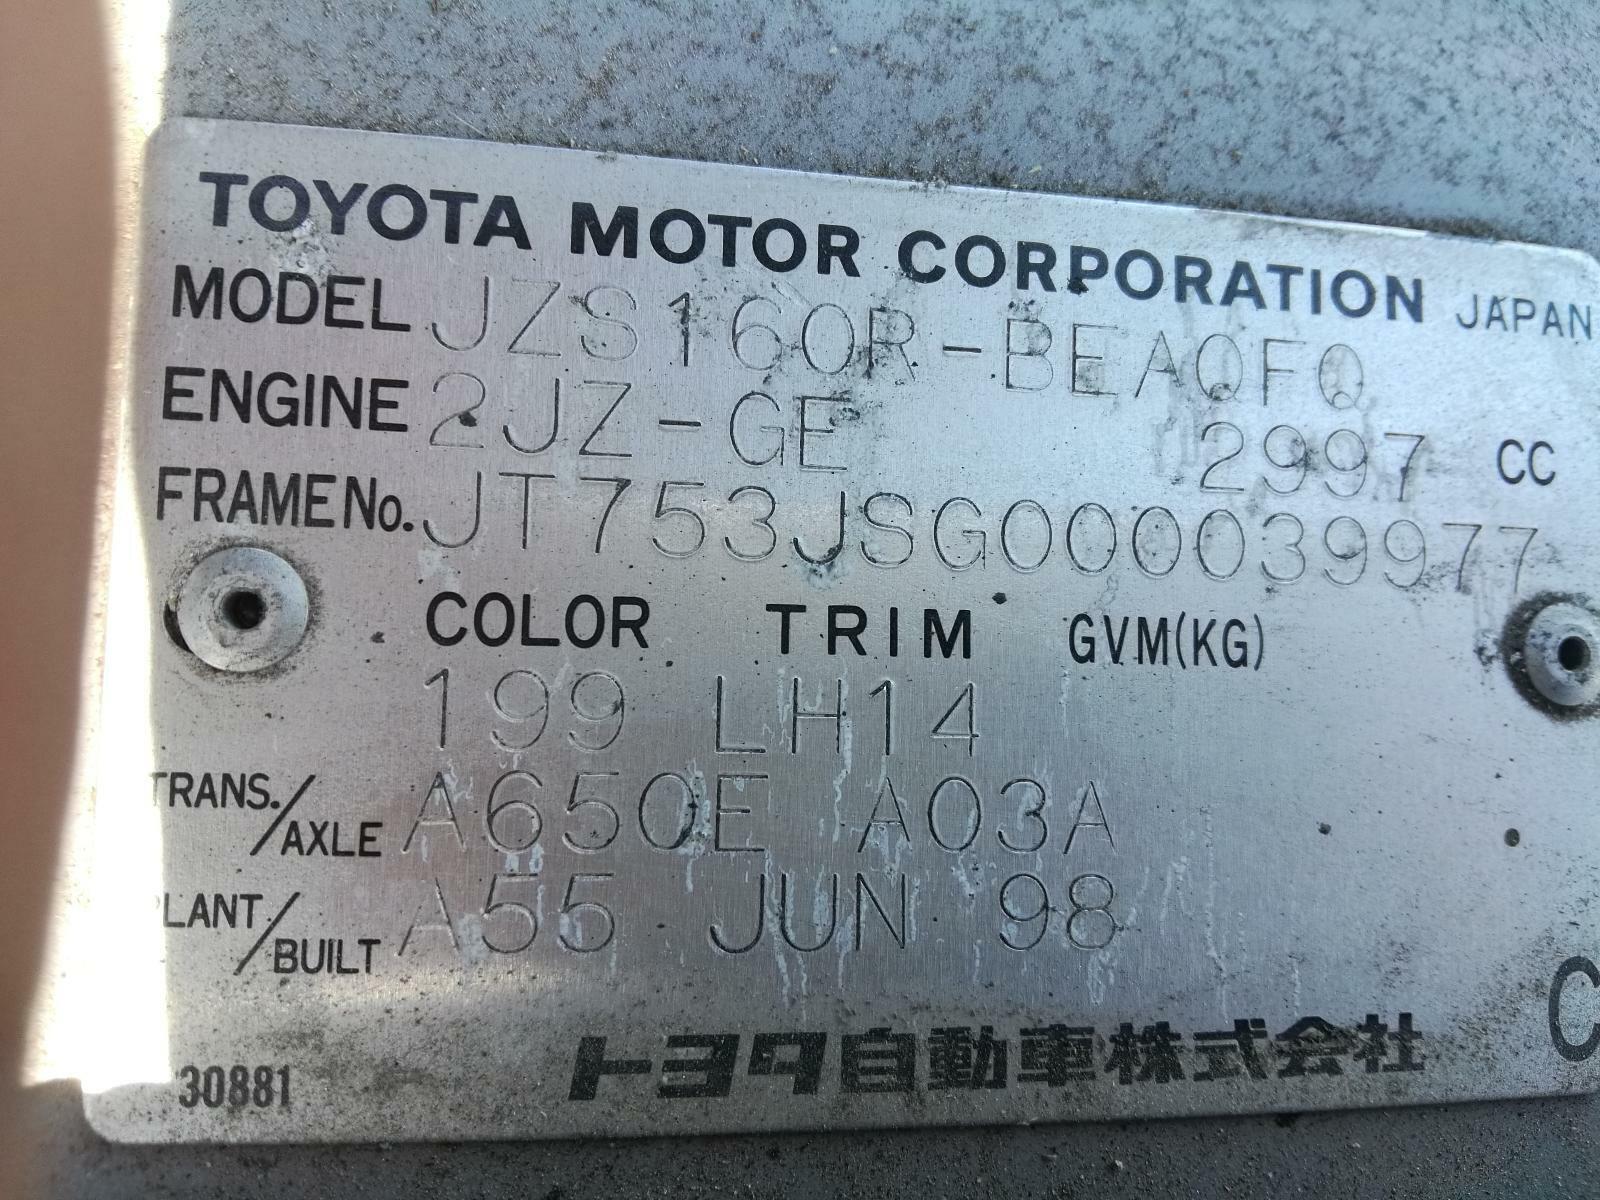 TOYOTA MOTOR CORPORATION JAPAN
MODEL JZS160R-BEAQFQ
ENGINE 2JZ-GE 2997 CC
FRAME No. JT753JSG000039977
COLOR TRIM GVM(KG)
199 LH14
TRANS./AXLE A650E A03A
PLANT/BUILT A55 JUN 98
C
トヨタ自動車株式会社
30881